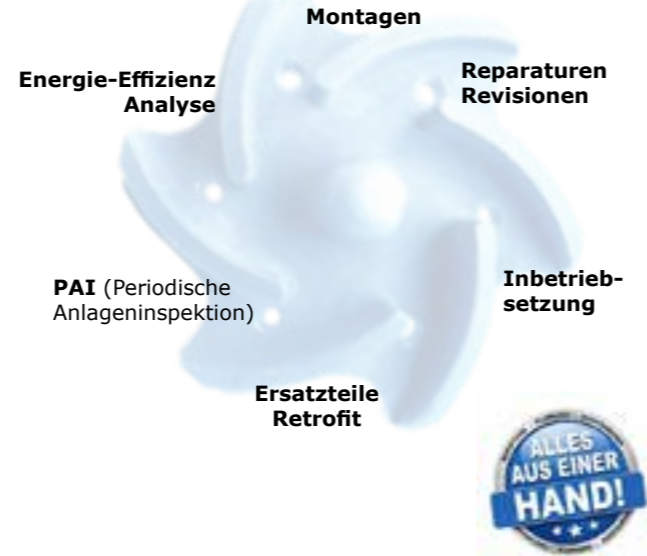 Montagen
Energie-Effizienz
Analyse
Reparaturen
Revisionen
PAI (Periodische
Anlageninspektion)
Inbetrieb-
setzung
Ersatzteile
Retrofit
ALLES
AUS EINER
HAND!